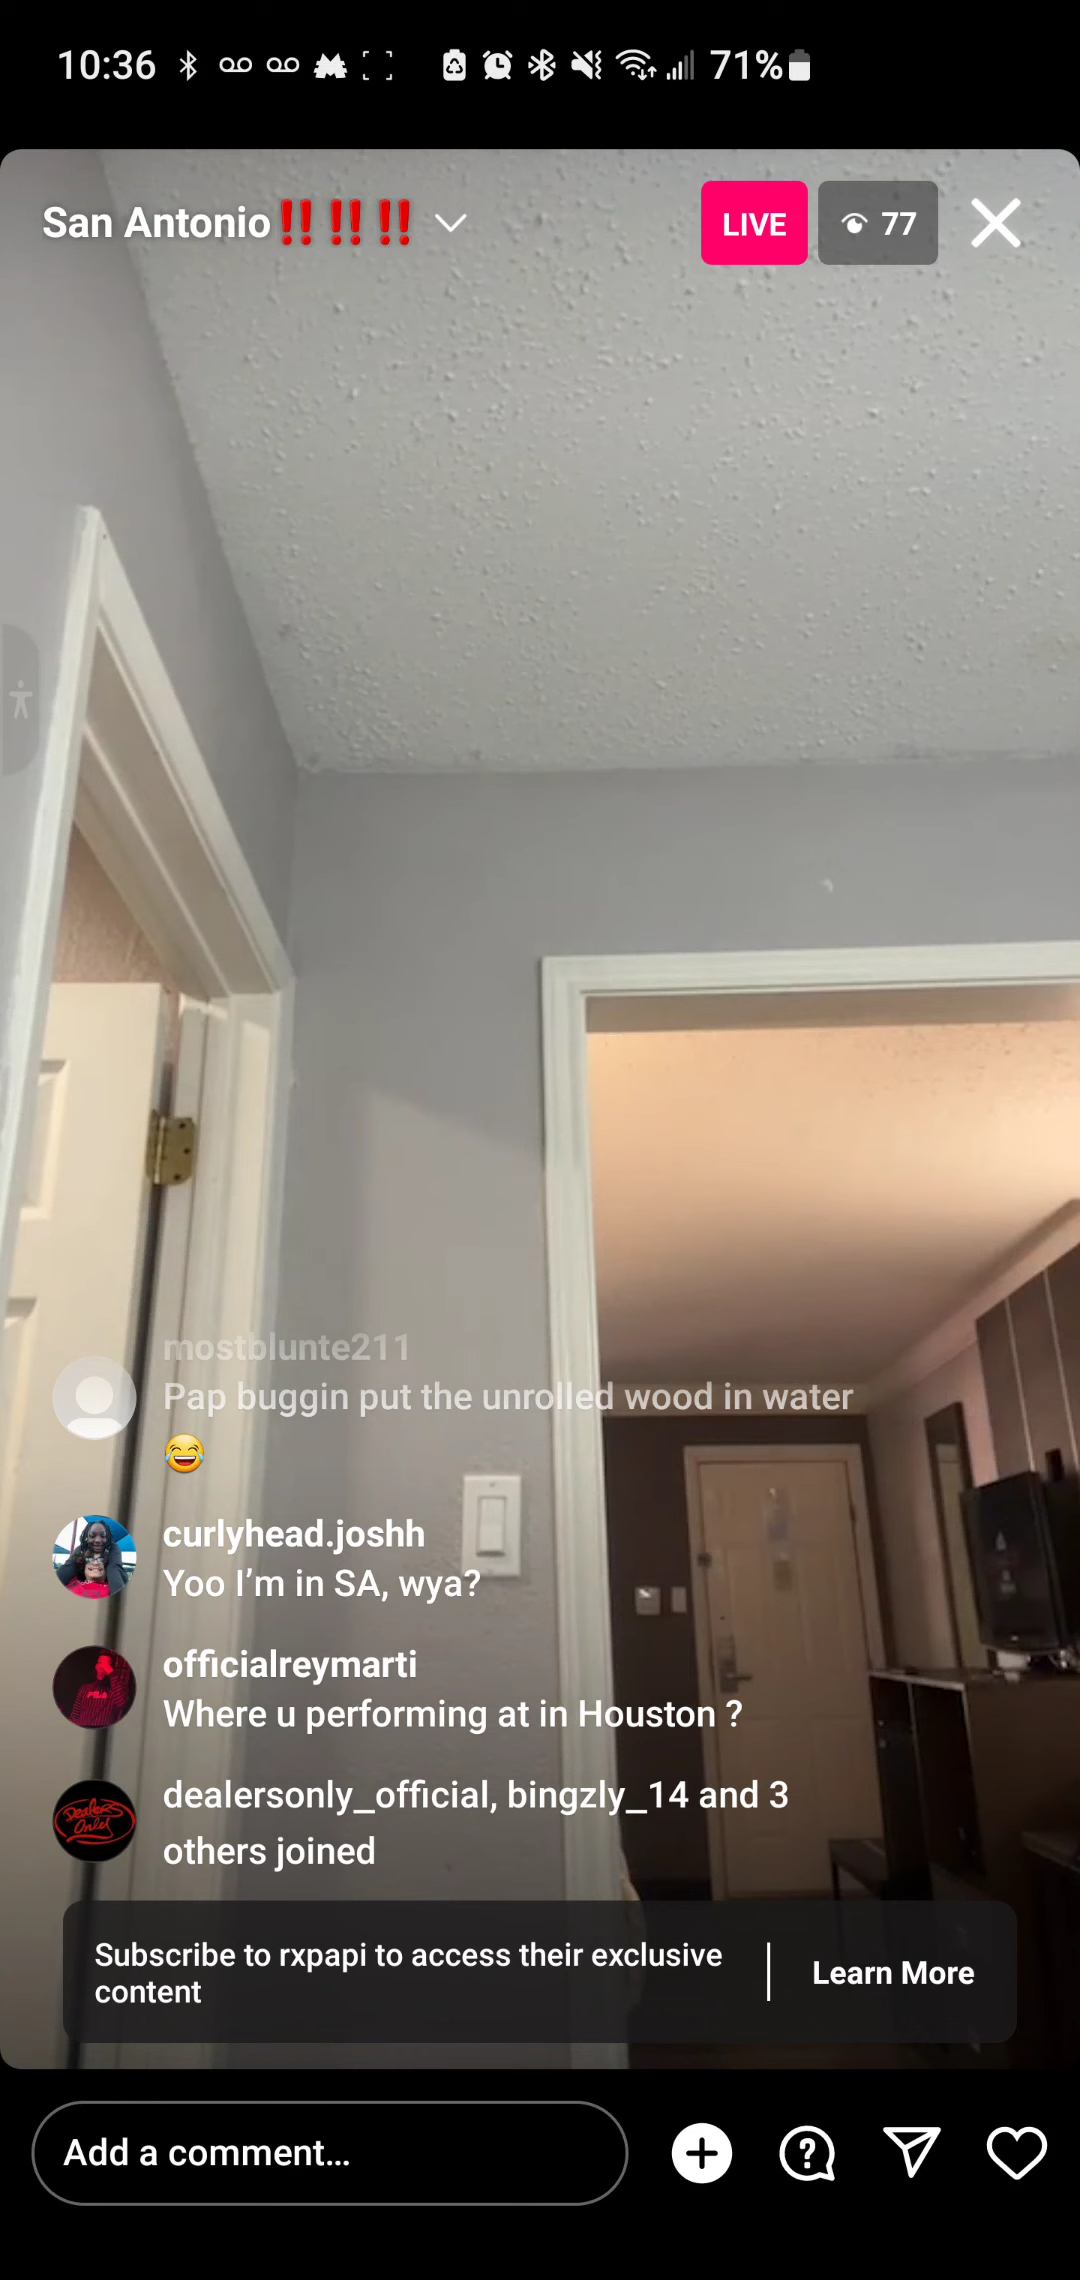 10:36 71%
San Antonio‼️‼️‼️ LIVE 77
mostblunte211
Pap buggin put the unrolled wood in water
😂
curlyhead.joshh
Yoo I’m in SA, wya?
officialreymarti
Where u performing at in Houston ?
Dealers
Only
dealersonly_official, bingzly_14 and 3
others joined
Subscribe to rxpapi to access their exclusive
content
Learn More
Add a comment...